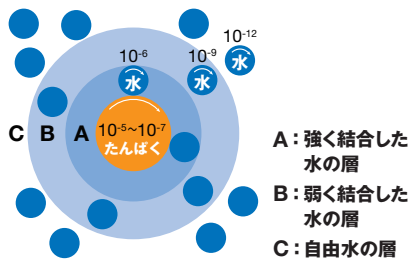 10-12
10-6
10-9
水
水
水
C B A
10-5~10-7
たんぱく
A：強く結合した
水の層
B：弱く結合した
水の層
C：自由水の層